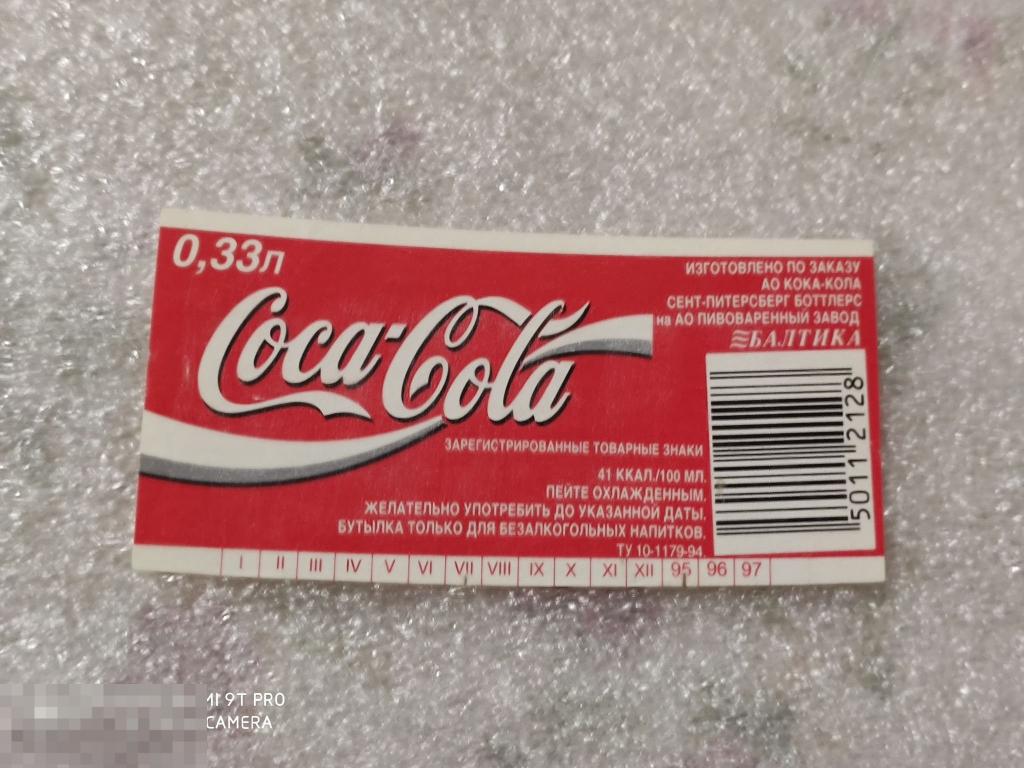 0,33л
Coca-Cola
ИЗГОТОВЛЕНО ПО ЗАКАЗУ
АО КОКА-КОЛА
СЕНТ-ПИТЕРСБЕРГ БОТТЛЕРС
на АО ПИВОВАРЕННЫЙ ЗАВОД
БАЛТИКА
ЗАРЕГИСТРИРОВАННЫЕ ТОВАРНЫЕ ЗНАКИ
41 ККАЛ./100 МЛ.
ПЕЙТЕ ОХЛАЖДЕННЫМ.
ЖЕЛАТЕЛЬНО УПОТРЕБИТЬ ДО УКАЗАННОЙ ДАТЫ.
БУТЫЛКА ТОЛЬКО ДЛЯ БЕЗАЛКОГОЛЬНЫХ НАПИТКОВ.
ТУ 10-1179-94.
5011 2128
I II III IV V VI VII VIII IX X XI XII 95 96 97
MI 9T PRO
CAMERA